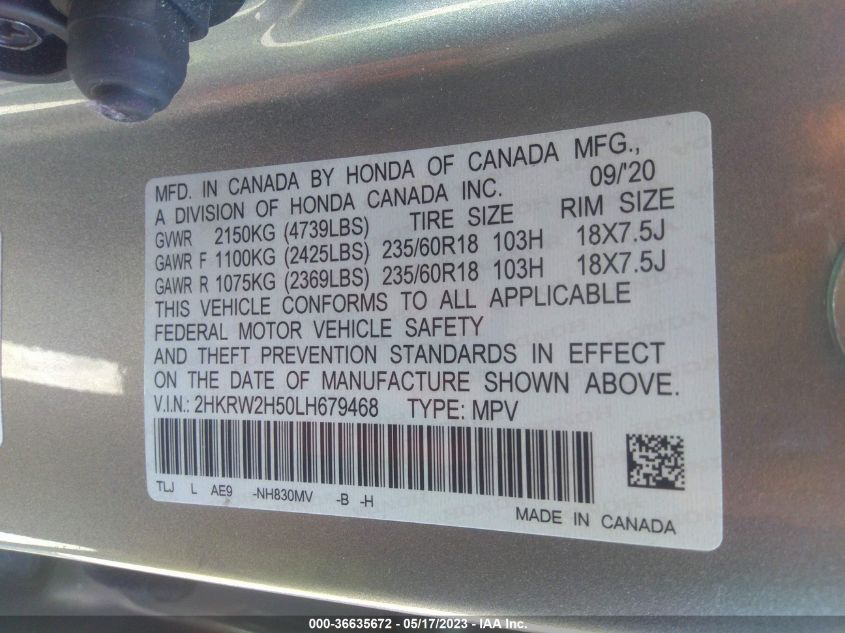 MFD. IN CANADA BY HONDA OF CANADA MFG.,
A DIVISION OF HONDA CANADA INC. 09/'20
GVWR 2150KG (4739LBS) TIRE SIZE RIM SIZE
GAWR F 1100KG (2425LBS) 235/60R18 103H 18X7.5J
GAWR R 1075KG (2369LBS) 235/60R18 103H 18X7.5J
THIS VEHICLE CONFORMS TO ALL APPLICABLE
FEDERAL MOTOR VEHICLE SAFETY
AND THEFT PREVENTION STANDARDS IN EFFECT
ON THE DATE OF MANUFACTURE SHOWN ABOVE.
V.I.N.: 2HKRW2H50LH679468 TYPE: MPV
TLJ L AE9 -NH830MV -B -H
MADE IN CANADA
000-36635672 — 05/17/2023 — IAA Inc.